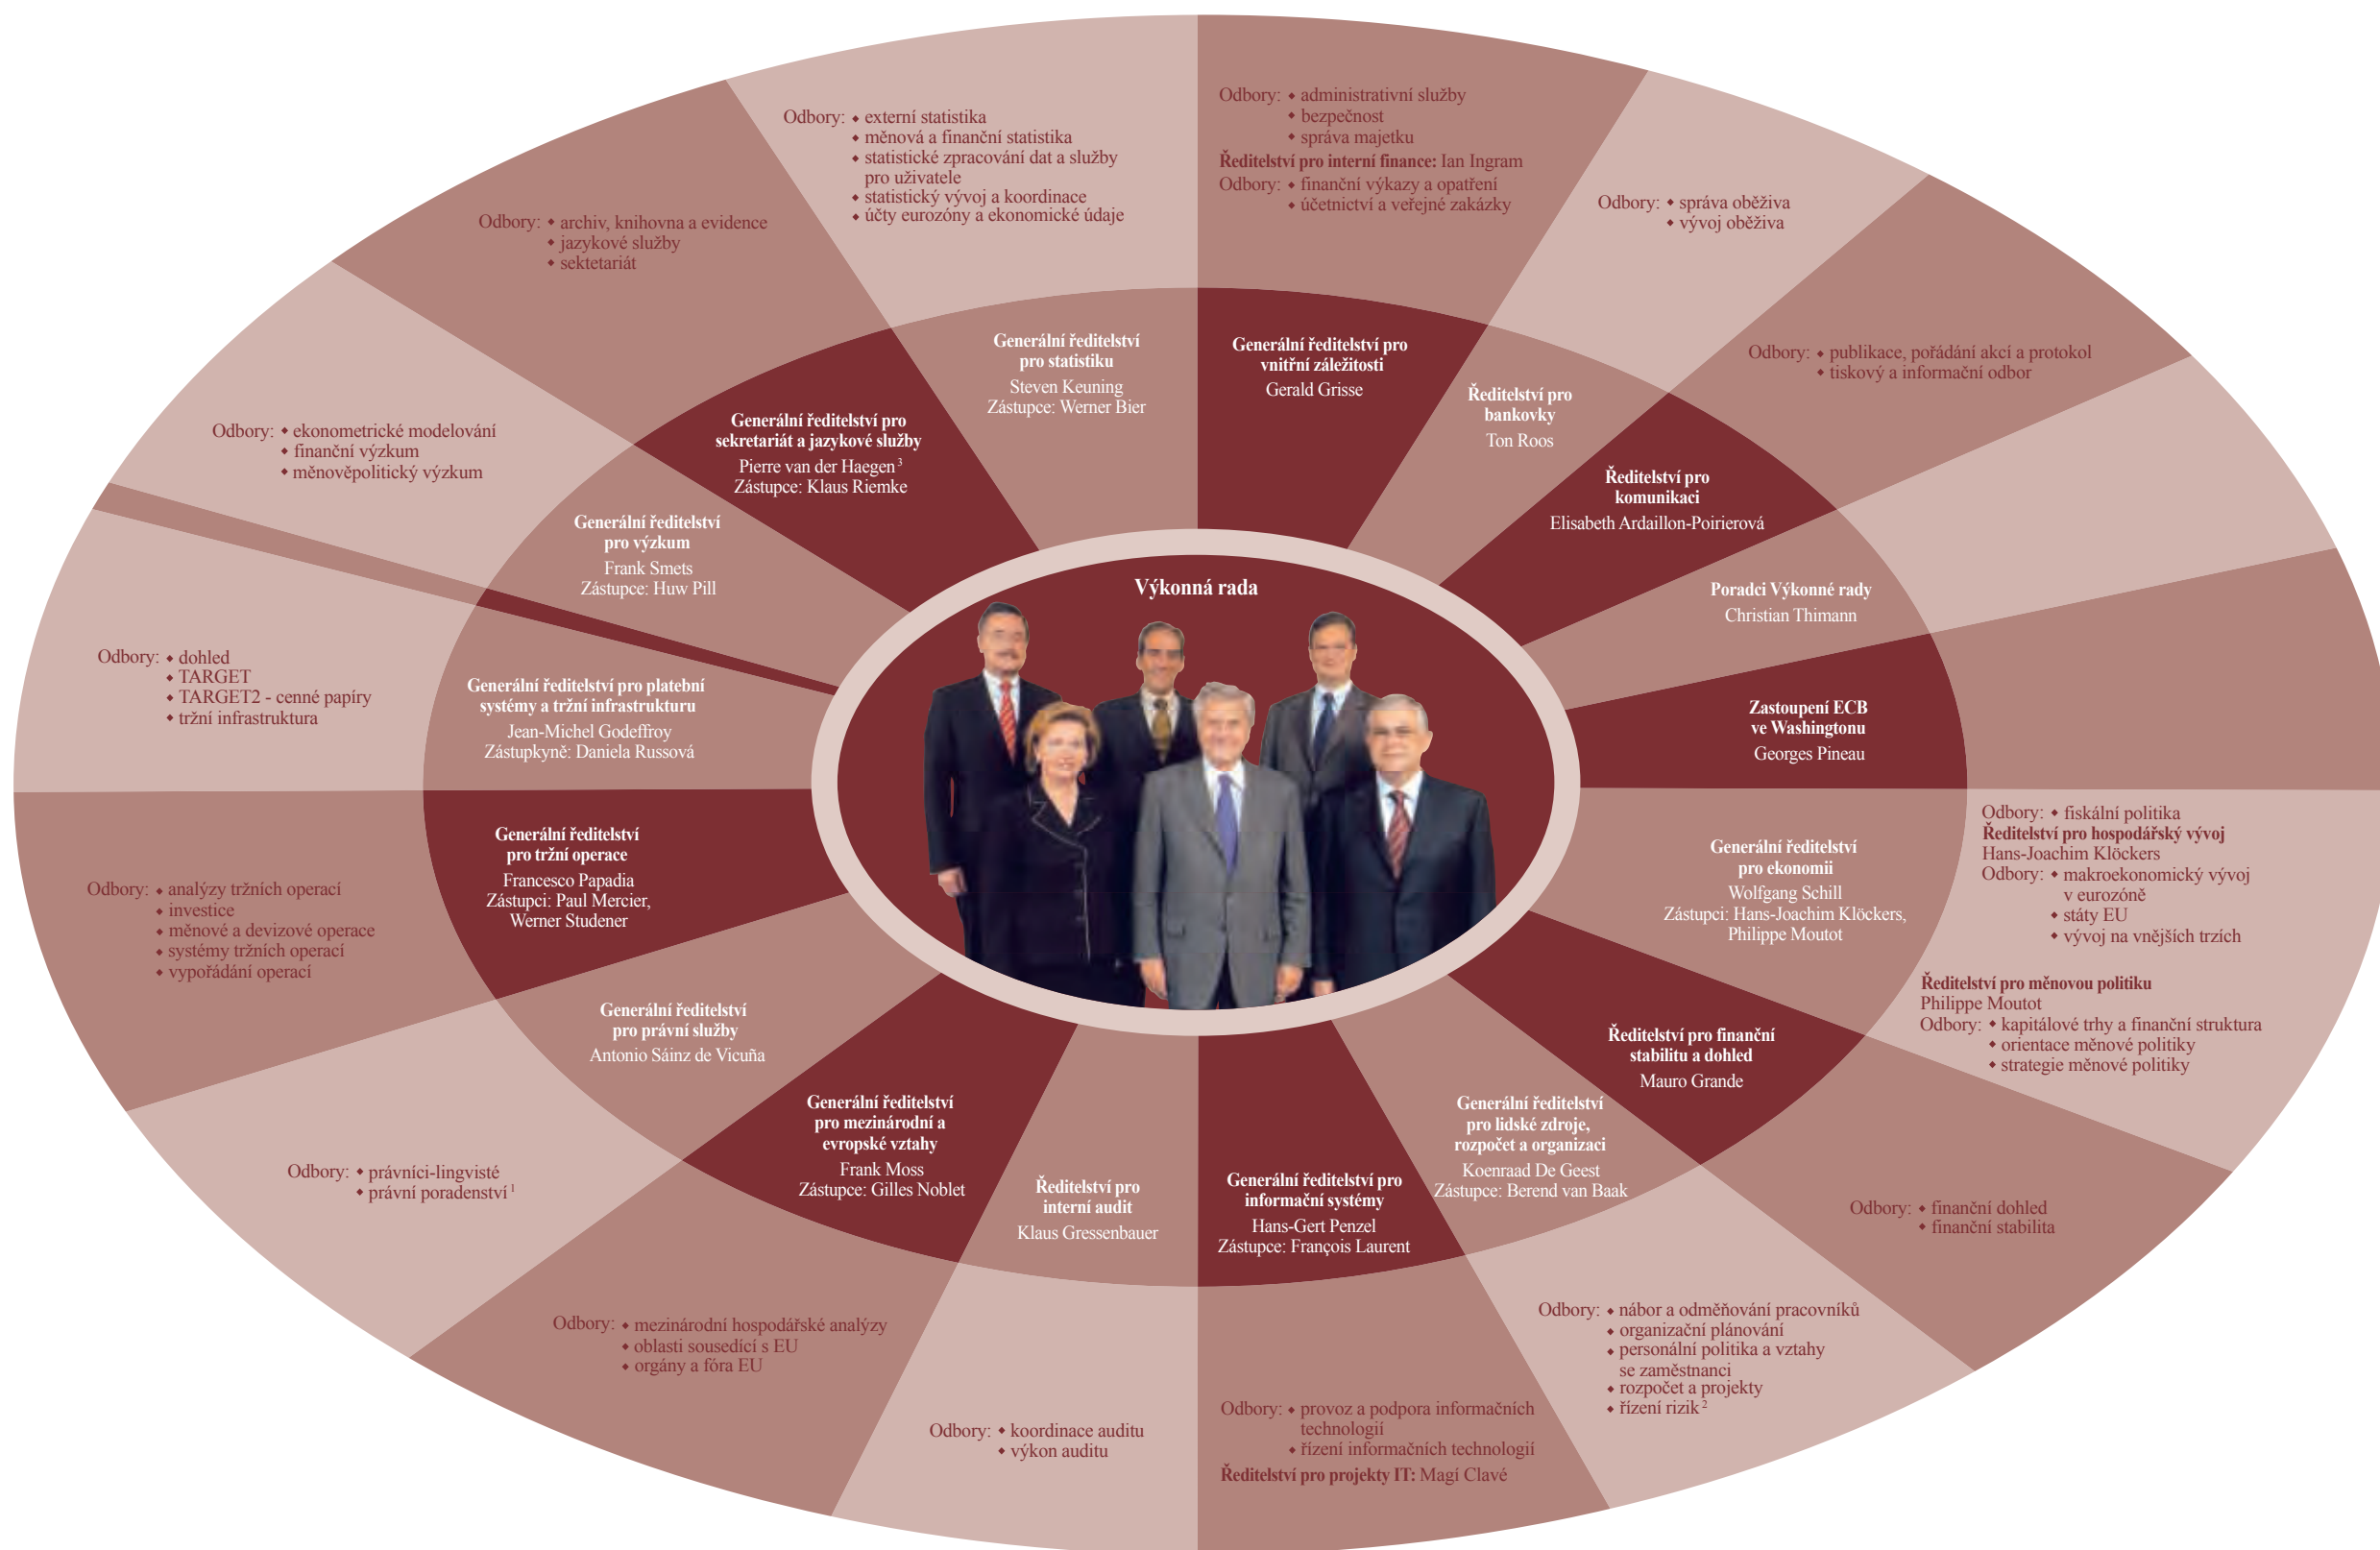 Odbory: ◆ administrativní služby
◆ bezpečnost
◆ správa majetku
Ředitelství pro interní finance: Ian Ingram
Odbory: ◆ finanční výkazy a opatření
◆ účetnictví a veřejné zakázky
Generální ředitelství pro
vnitřní záležitosti
Gerald Grisse
Odbory: ◆ správa oběživa
◆ vývoj oběživa
Ředitelství pro
bankovky
Ton Roos
Odbory: ◆ publikace, pořádání akcí a protokol
◆ tiskový a informační odbor
Ředitelství pro
komunikaci
Elisabeth Ardaillon-Poirierová
Poradci Výkonné rady
Christian Thimann
Zastoupení ECB
ve Washingtonu
Georges Pineau
Generální ředitelství
pro ekonomii
Wolfgang Schill
Zástupci: Hans-Joachim Klöckers,
Philippe Moutot
Odbory: ◆ fiskální politika
Ředitelství pro hospodářský vývoj
Hans-Joachim Klöckers
Odbory: ◆ makroekonomický vývoj
v eurozóně
◆ státy EU
◆ vývoj na vnějších trzích
Ředitelství pro měnovou politiku
Philippe Moutot
Odbory: ◆ kapitálové trhy a finanční struktura
◆ orientace měnové politiky
◆ strategie měnové politiky
Ředitelství pro finanční
stabilitu a dohled
Mauro Grande
Odbory: ◆ finanční dohled
◆ finanční stabilita
Generální ředitelství
pro lidské zdroje,
rozpočet a organizaci
Koenraad De Geest
Zástupce: Berend van Baak
Odbory: ◆ nábor a odměňování pracovníků
◆ organizační plánování
◆ personální politika a vztahy
se zaměstnanci
◆ rozpočet a projekty
◆ řízení rizik 2
Generální ředitelství pro
informační systémy
Hans-Gert Penzel
Zástupce: François Laurent
Odbory: ◆ provoz a podpora informačních
technologií
◆ řízení informačních technologií
Ředitelství pro projekty IT: Magí Clavé
Ředitelství pro
interní audit
Klaus Gressenbauer
Odbory: ◆ koordinace auditu
◆ výkon auditu
Generální ředitelství
pro mezinárodní a
evropské vztahy
Frank Moss
Zástupce: Gilles Noblet
Odbory: ◆ mezinárodní hospodářské analýzy
◆ oblasti sousedící s EU
◆ orgány a fóra EU
Generální ředitelství
pro právní služby
Antonio Sáinz de Vicuña
Odbory: ◆ právníci-lingvisté
◆ právní poradenství 1
Generální ředitelství
pro tržní operace
Francesco Papadia
Zástupci: Paul Mercier,
Werner Studener
Odbory: ◆ analýzy tržních operací
◆ investice
◆ měnové a devizové operace
◆ systémy tržních operací
◆ vypořádání operací
Generální ředitelství pro platební
systémy a tržní infrastrukturu
Jean-Michel Godeffroy
Zástupkyně: Daniela Russová
Odbory: ◆ dohled
◆ TARGET
◆ TARGET2 - cenné papíry
◆ tržní infrastruktura
Generální ředitelství
pro výzkum
Frank Smets
Zástupce: Huw Pill
Odbory: ◆ ekonometrické modelování
◆ finanční výzkum
◆ měnověpolitický výzkum
Generální ředitelství pro
sekretariát a jazykové služby
Pierre van der Haegen 3
Zástupce: Klaus Riemke
Odbory: ◆ archiv, knihovna a evidence
◆ jazykové služby
◆ sektetariát
Generální ředitelství
pro statistiku
Steven Keuning
Zástupce: Werner Bier
Odbory: ◆ externí statistika
◆ měnová a finanční statistika
◆ statistické zpracování dat a služby
pro uživatele
◆ statistický vývoj a koordinace
◆ účty eurozóny a ekonomické údaje
Výkonná rada